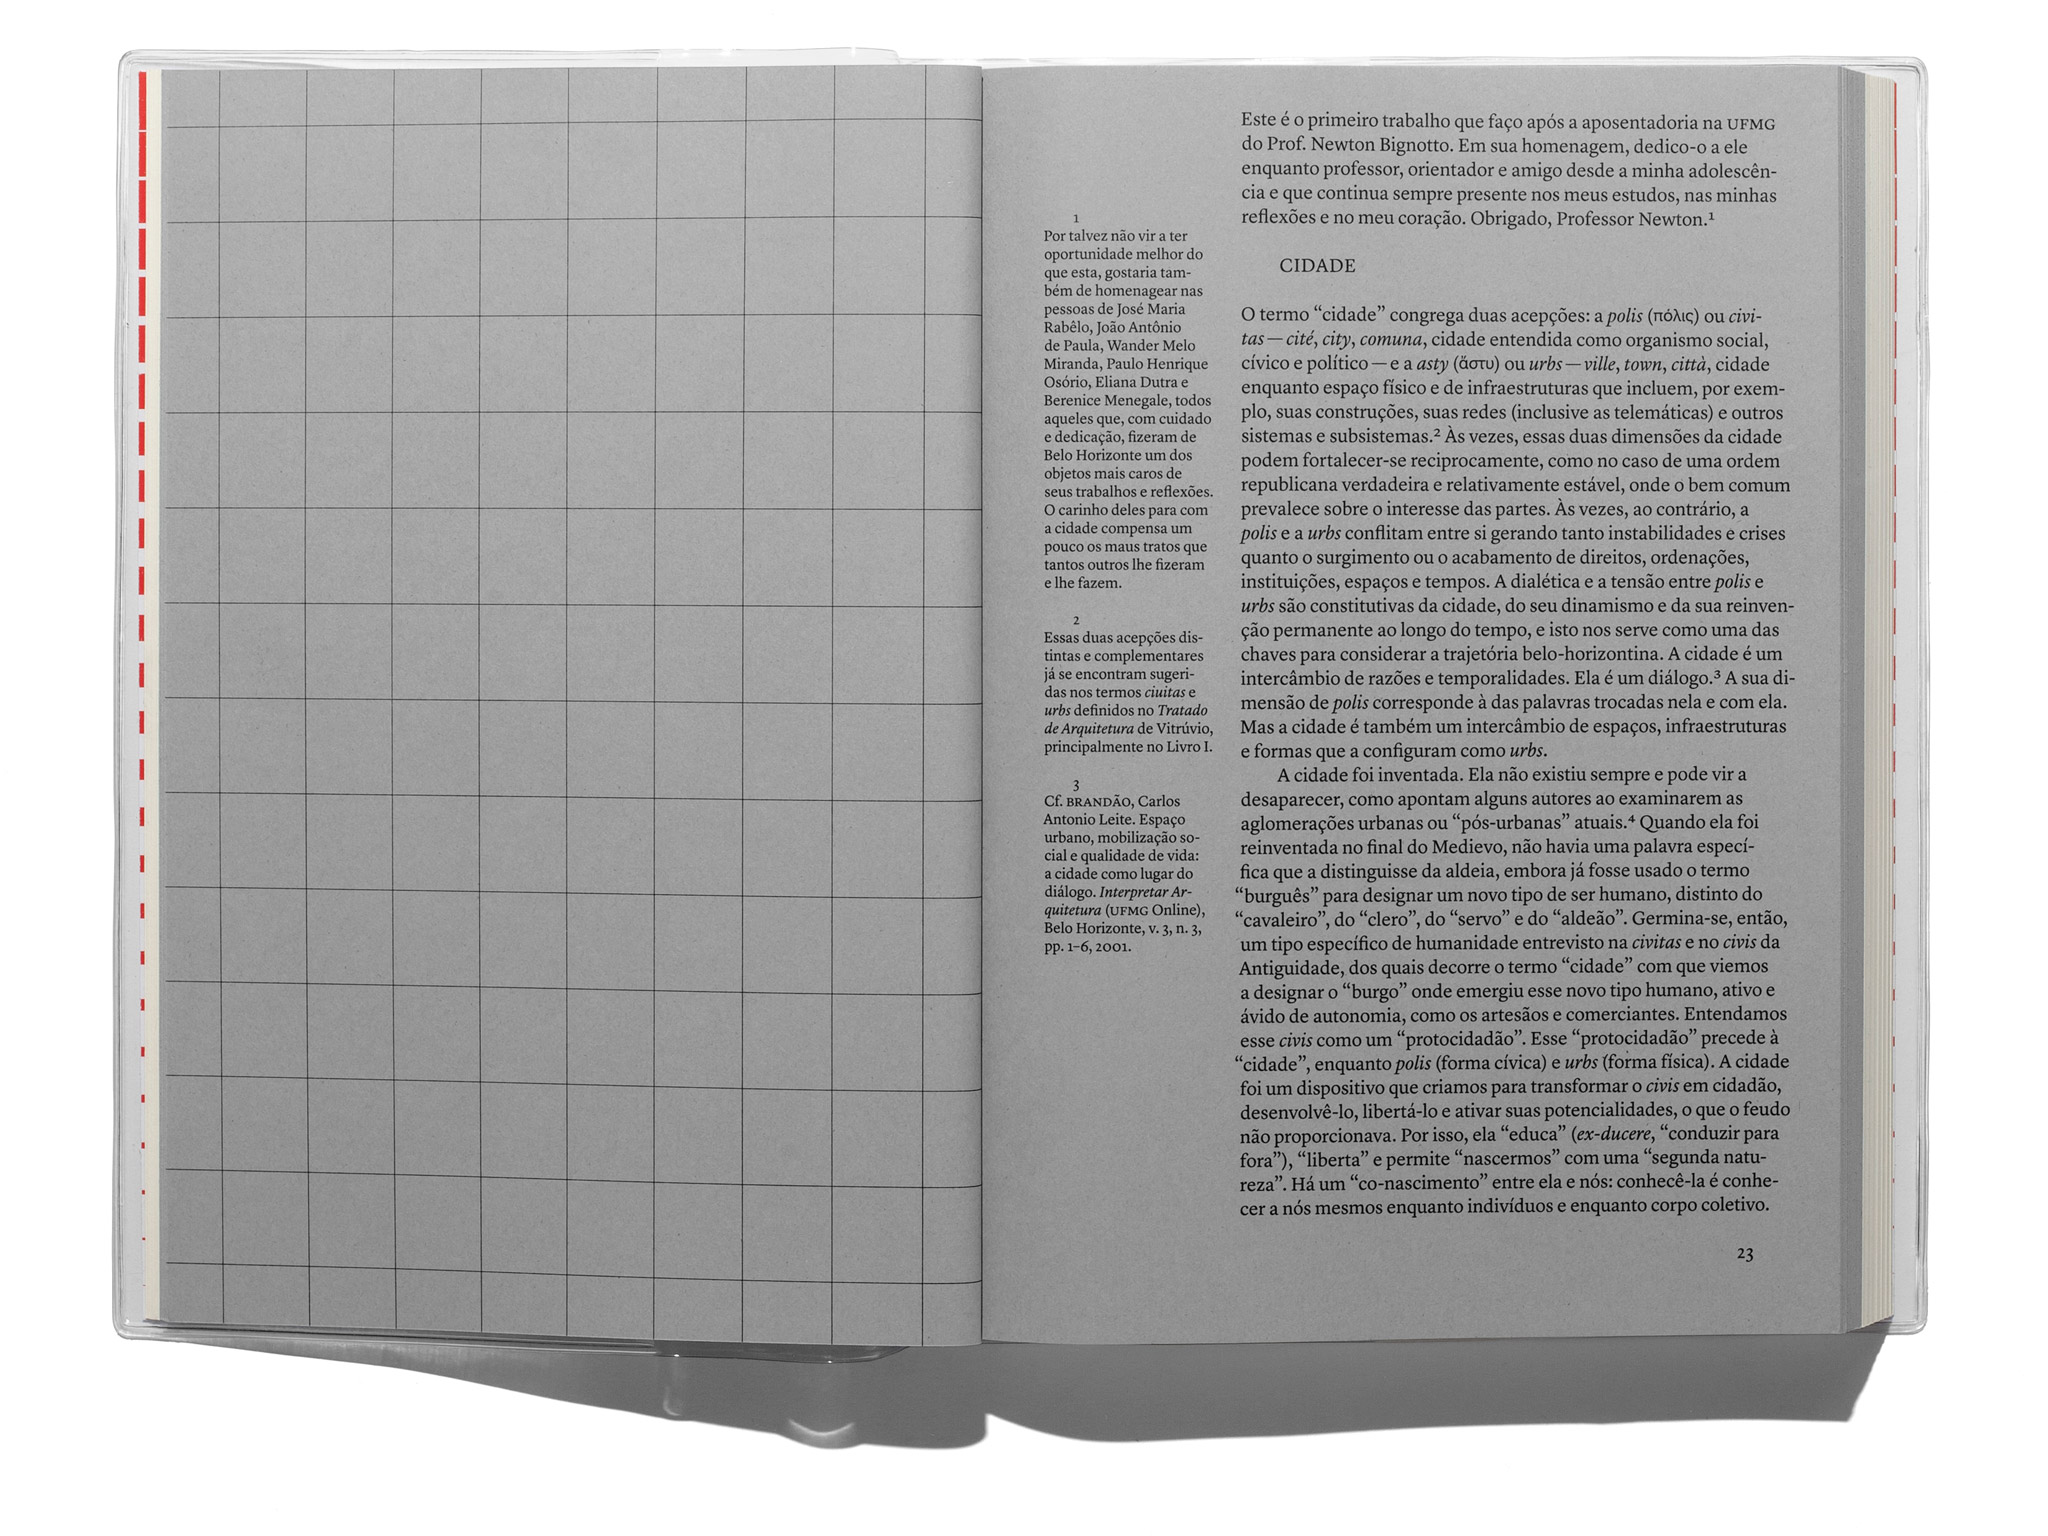 Este é o primeiro trabalho que faço após a aposentadoria na UFMG
do Prof. Newton Bignotto. Em sua homenagem, dedico-o a ele
enquanto professor, orientador e amigo desde a minha adolescên-
cia e que continua sempre presente nos meus estudos, nas minhas
reflexões e no meu coração. Obrigado, Professor Newton.¹
CIDADE
O termo “cidade” congrega duas acepções: a polis (πόλις) ou civi-
tas — cité, city, comuna, cidade entendida como organismo social,
cívico e político — e a asty (ἄστυ) ou urbs — ville, town, città, cidade
enquanto espaço físico e de infraestruturas que incluem, por exem-
plo, suas construções, suas redes (inclusive as telemáticas) e outros
sistemas e subsistemas.² Às vezes, essas duas dimensões da cidade
podem fortalecer-se reciprocamente, como no caso de uma ordem
republicana verdadeira e relativamente estável, onde o bem comum
prevalece sobre o interesse das partes. Às vezes, ao contrário, a
polis e a urbs conflitam entre si gerando tanto instabilidades e crises
quanto o surgimento ou o acabamento de direitos, ordenações,
instituições, espaços e tempos. A dialética e a tensão entre polis e
urbs são constitutivas da cidade, do seu dinamismo e da sua reinven-
ção permanente ao longo do tempo, e isto nos serve como uma das
chaves para considerar a trajetória belo-horizontina. A cidade é um
intercâmbio de razões e temporalidades. Ela é um diálogo.³ A sua di-
mensão de polis corresponde à das palavras trocadas nela e com ela.
Mas a cidade é também um intercâmbio de espaços, infraestruturas
e formas que a configuram como urbs.
A cidade foi inventada. Ela não existiu sempre e pode vir a
desaparecer, como apontam alguns autores ao examinarem as
aglomerações urbanas ou “pós-urbanas” atuais.⁴ Quando ela foi
reinventada no final do Medievo, não havia uma palavra especí-
fica que a distinguisse da aldeia, embora já fosse usado o termo
“burguês” para designar um novo tipo de ser humano, distinto do
“cavaleiro”, do “clero”, do “servo” e do “aldeão”. Germina-se, então,
um tipo específico de humanidade entrevisto na civitas e no civis da
Antiguidade, dos quais decorre o termo “cidade” com que viemos
a designar o “burgo” onde emergiu esse novo tipo humano, ativo e
ávido de autonomia, como os artesãos e comerciantes. Entendamos
esse civis como um “protocidadão”. Esse “protocidadão” precede à
“cidade”, enquanto polis (forma cívica) e urbs (forma física). A cidade
foi um dispositivo que criamos para transformar o civis em cidadão,
desenvolvê-lo, libertá-lo e ativar suas potencialidades, o que o feudo
não proporcionava. Por isso, ela “educa” (ex-ducere, “conduzir para
fora”), “liberta” e permite “nascermos” com uma “segunda natu-
reza”. Há um “co-nascimento” entre ela e nós: conhecê-la é conhe-
cer a nós mesmos enquanto indivíduos e enquanto corpo coletivo.
1
Por talvez não vir a ter
oportunidade melhor do
que esta, gostaria tam-
bém de homenagear nas
pessoas de José Maria
Rabêlo, João Antônio
de Paula, Wander Melo
Miranda, Paulo Henrique
Osório, Eliana Dutra e
Berenice Menegale, todos
aqueles que, com cuidado
e dedicação, fizeram de
Belo Horizonte um dos
objetos mais caros de
seus trabalhos e reflexões.
O carinho deles para com
a cidade compensa um
pouco os maus tratos que
tantos outros lhe fizeram
e lhe fazem.
2
Essas duas acepções dis-
tintas e complementares
já se encontram sugeri-
das nos termos ciuitas e
urbs definidos no Tratado
de Arquitetura de Vitrúvio,
principalmente no Livro I.
3
Cf. BRANDÃO, Carlos
Antonio Leite. Espaço
urbano, mobilização so-
cial e qualidade de vida:
a cidade como lugar do
diálogo. Interpretar Ar-
quitetura (UFMG Online),
Belo Horizonte, v. 3, n. 3,
pp. 1–6, 2001.
23